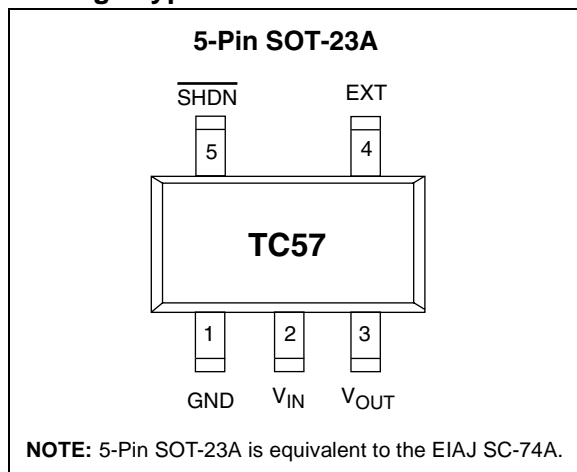 5-Pin SOT-23A
SHDN EXT
5 4
TC57
1 2 3
GND VIN VOUT
NOTE: 5-Pin SOT-23A is equivalent to the EIAJ SC-74A.